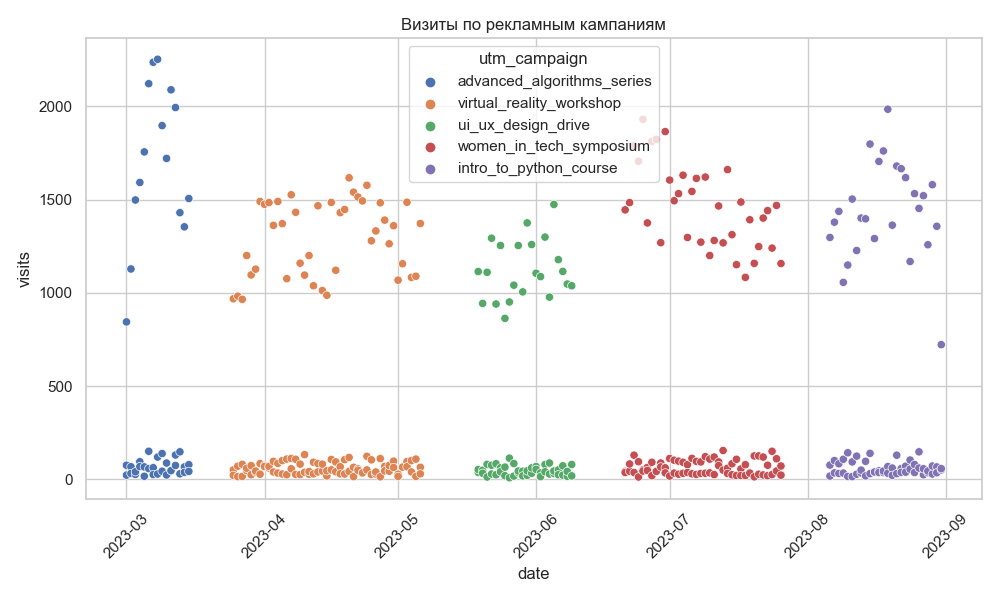 Визиты по рекламным кампаниям
utm_campaign
advanced_algorithms_series
virtual_reality_workshop
ui_ux_design_drive
women_in_tech_symposium
intro_to_python_course
visits
2000
1500
1000
500
0
2023-03
2023-04
2023-05
2023-06
2023-07
2023-08
2023-09
date